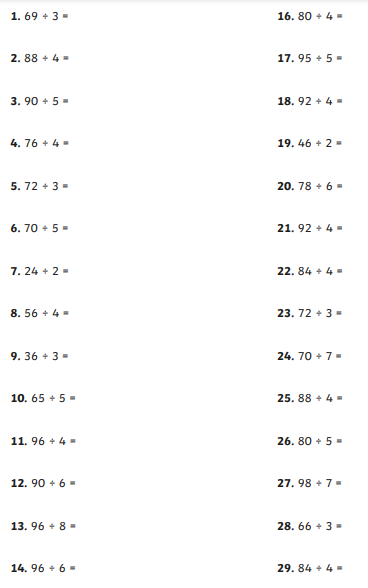 1. 69 ÷ 3 =
2. 88 ÷ 4 =
3. 90 ÷ 5 =
4. 76 ÷ 4 =
5. 72 ÷ 3 =
6. 70 ÷ 5 =
7. 24 ÷ 2 =
8. 56 ÷ 4 =
9. 36 ÷ 3 =
10. 65 ÷ 5 =
11. 96 ÷ 4 =
12. 90 ÷ 6 =
13. 96 ÷ 8 =
14. 96 ÷ 6 =
16. 80 ÷ 4 =
17. 95 ÷ 5 =
18. 92 ÷ 4 =
19. 46 ÷ 2 =
20. 78 ÷ 6 =
21. 92 ÷ 4 =
22. 84 ÷ 4 =
23. 72 ÷ 3 =
24. 70 ÷ 7 =
25. 88 ÷ 4 =
26. 80 ÷ 5 =
27. 98 ÷ 7 =
28. 66 ÷ 3 =
29. 84 ÷ 4 =